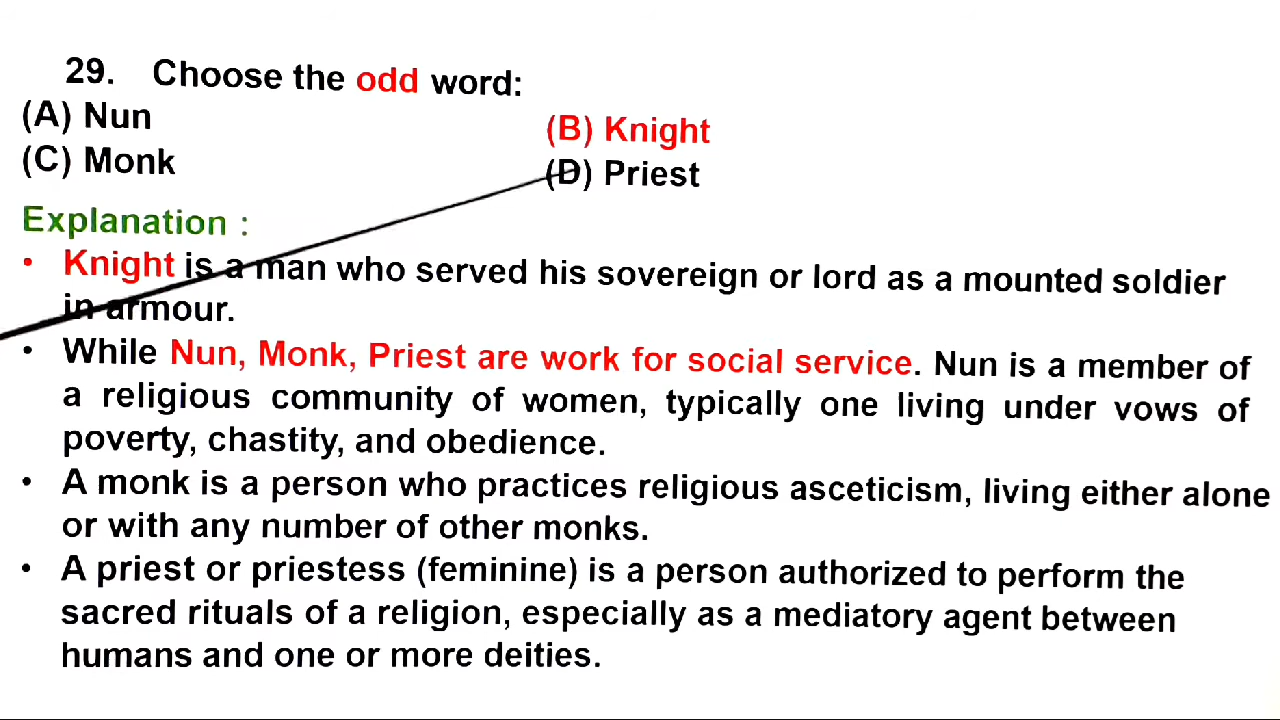 29. Choose the odd word:
(A) Nun (B) Knight
(C) Monk (D) Priest
Explanation :
• Knight is a man who served his sovereign or lord as a mounted soldier
in armour.
• While Nun, Monk, Priest are work for social service. Nun is a member of
a religious community of women, typically one living under vows of
poverty, chastity, and obedience.
• A monk is a person who practices religious asceticism, living either alone
or with any number of other monks.
• A priest or priestess (feminine) is a person authorized to perform the
sacred rituals of a religion, especially as a mediatory agent between
humans and one or more deities.